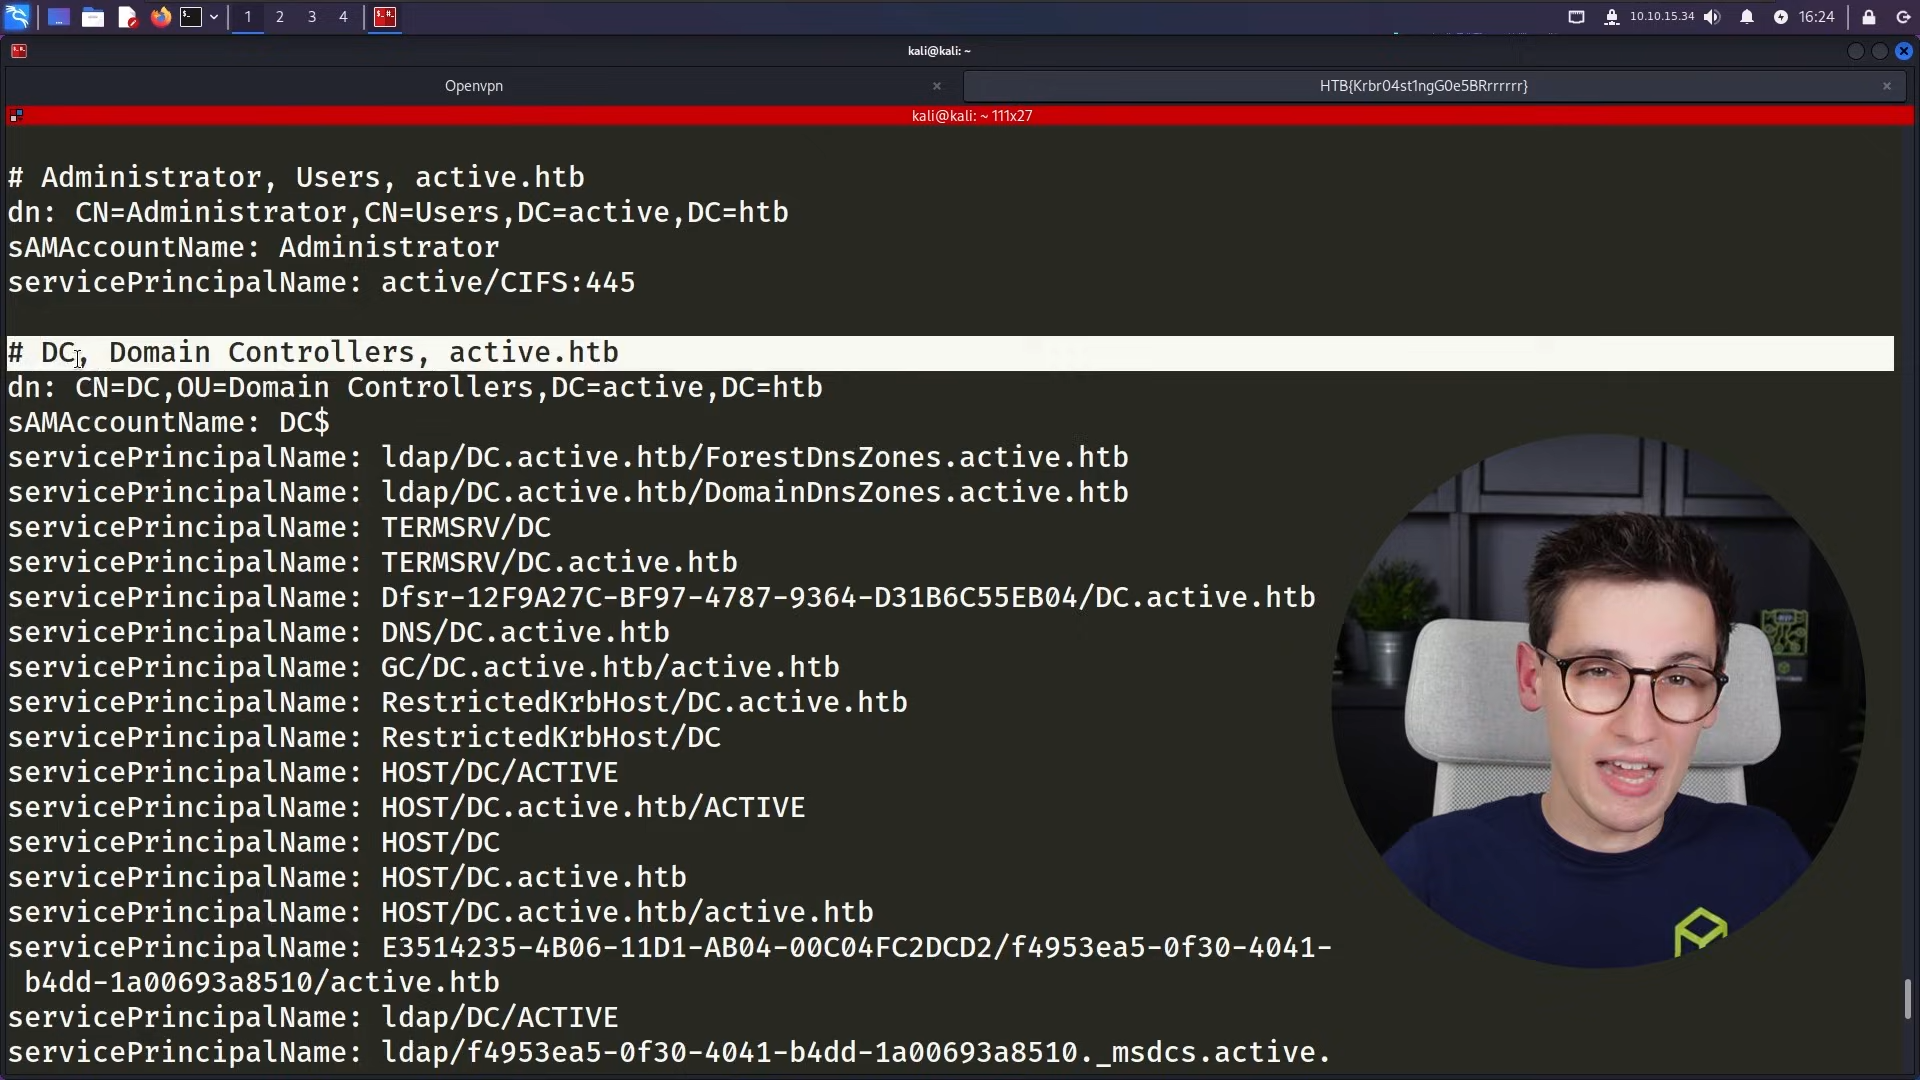 1 2 3 4
10.10.15.34
16:24
kali@kali: ~
Openvpn
HTB{Krbr04st1ngG0e5BRrrrrrr}
kali@kali: ~ 111x27
# Administrator, Users, active.htb
dn: CN=Administrator,CN=Users,DC=active,DC=htb
sAMAccountName: Administrator
servicePrincipalName: active/CIFS:445
# DC, Domain Controllers, active.htb
dn: CN=DC,OU=Domain Controllers,DC=active,DC=htb
sAMAccountName: DC$
servicePrincipalName: ldap/DC.active.htb/ForestDnsZones.active.htb
servicePrincipalName: ldap/DC.active.htb/DomainDnsZones.active.htb
servicePrincipalName: TERMSRV/DC
servicePrincipalName: TERMSRV/DC.active.htb
servicePrincipalName: Dfsr-12F9A27C-BF97-4787-9364-D31B6C55EB04/DC.active.htb
servicePrincipalName: DNS/DC.active.htb
servicePrincipalName: GC/DC.active.htb/active.htb
servicePrincipalName: RestrictedKrbHost/DC.active.htb
servicePrincipalName: RestrictedKrbHost/DC
servicePrincipalName: HOST/DC/ACTIVE
servicePrincipalName: HOST/DC.active.htb/ACTIVE
servicePrincipalName: HOST/DC
servicePrincipalName: HOST/DC.active.htb
servicePrincipalName: HOST/DC.active.htb/active.htb
servicePrincipalName: E3514235-4B06-11D1-AB04-00C04FC2DCD2/f4953ea5-0f30-4041-
b4dd-1a00693a8510/active.htb
servicePrincipalName: ldap/DC/ACTIVE
servicePrincipalName: ldap/f4953ea5-0f30-4041-b4dd-1a00693a8510._msdcs.active.